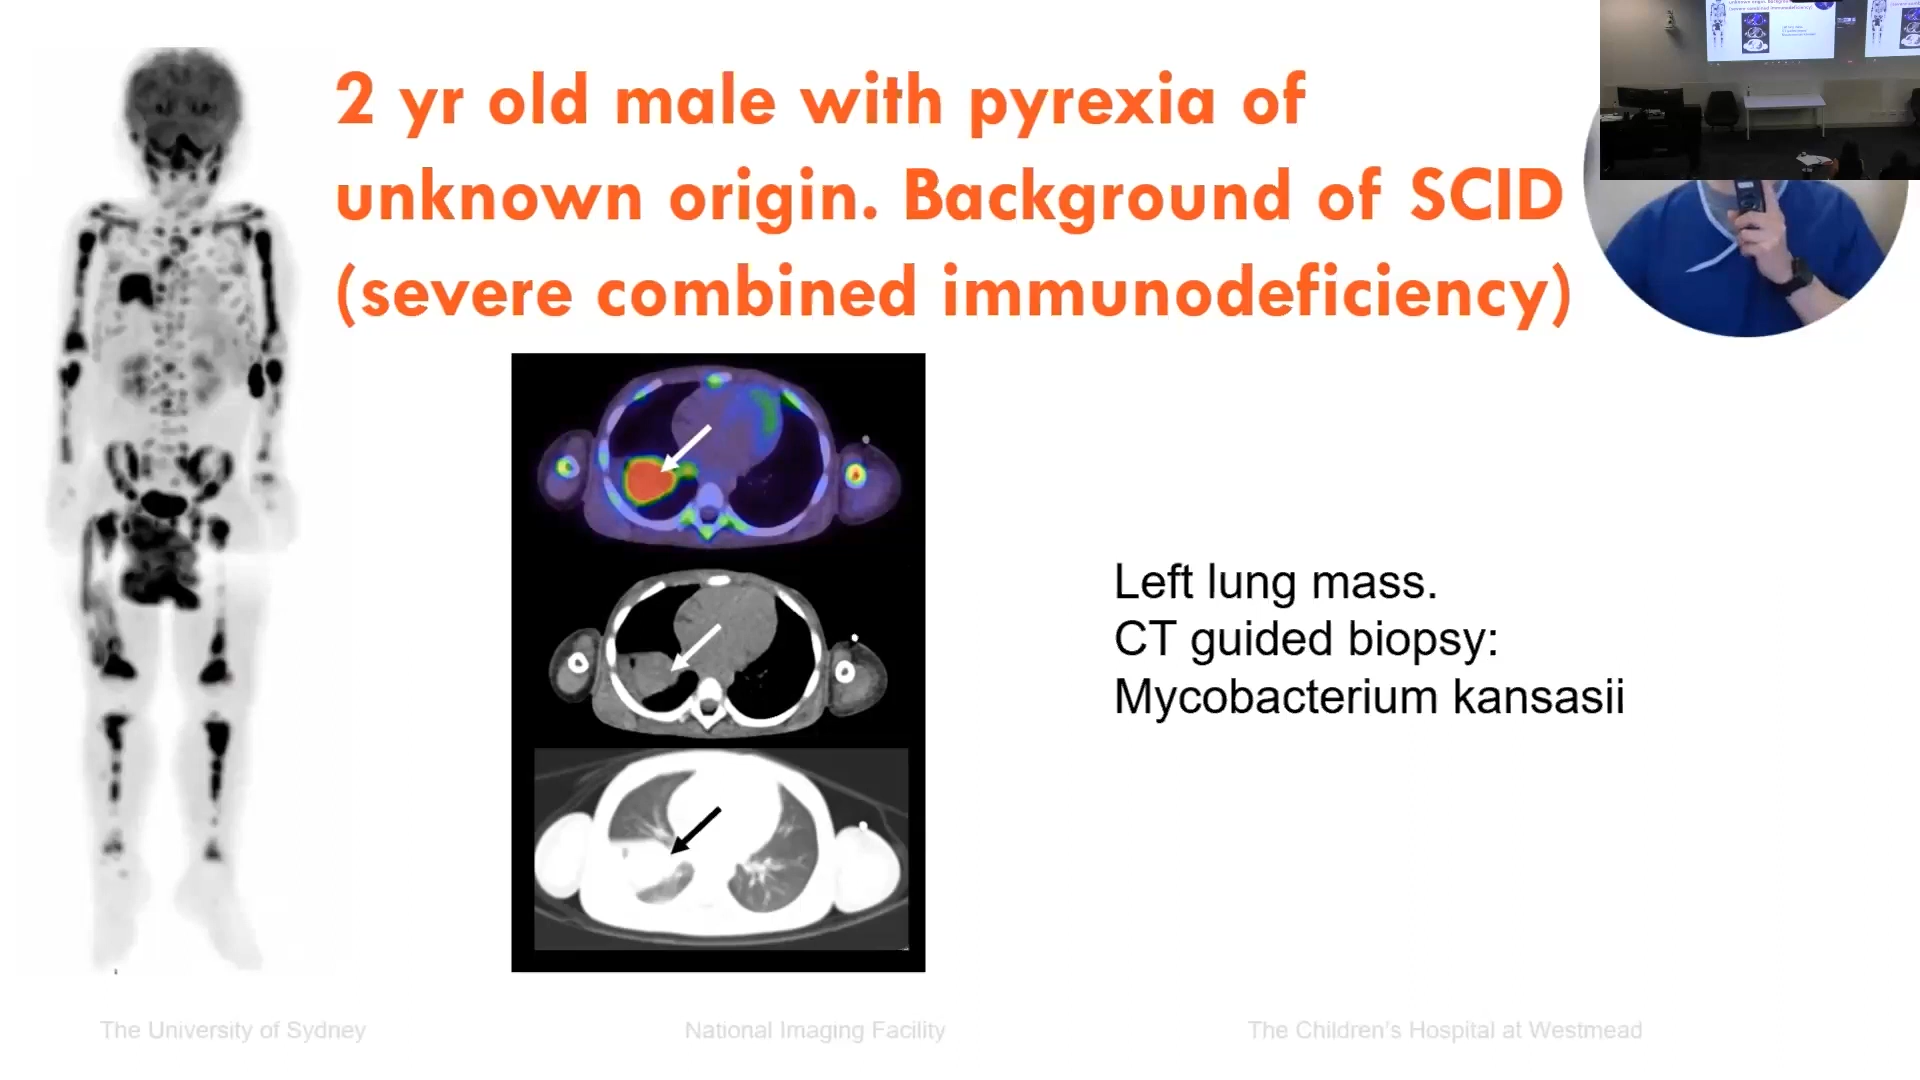 2 yr old male with pyrexia of
unknown origin. Background of SCID
(severe combined immunodeficiency)
Left lung mass.
CT guided biopsy:
Mycobacterium kansasii
The University of Sydney
National Imaging Facility
The Children's Hospital at Westmead